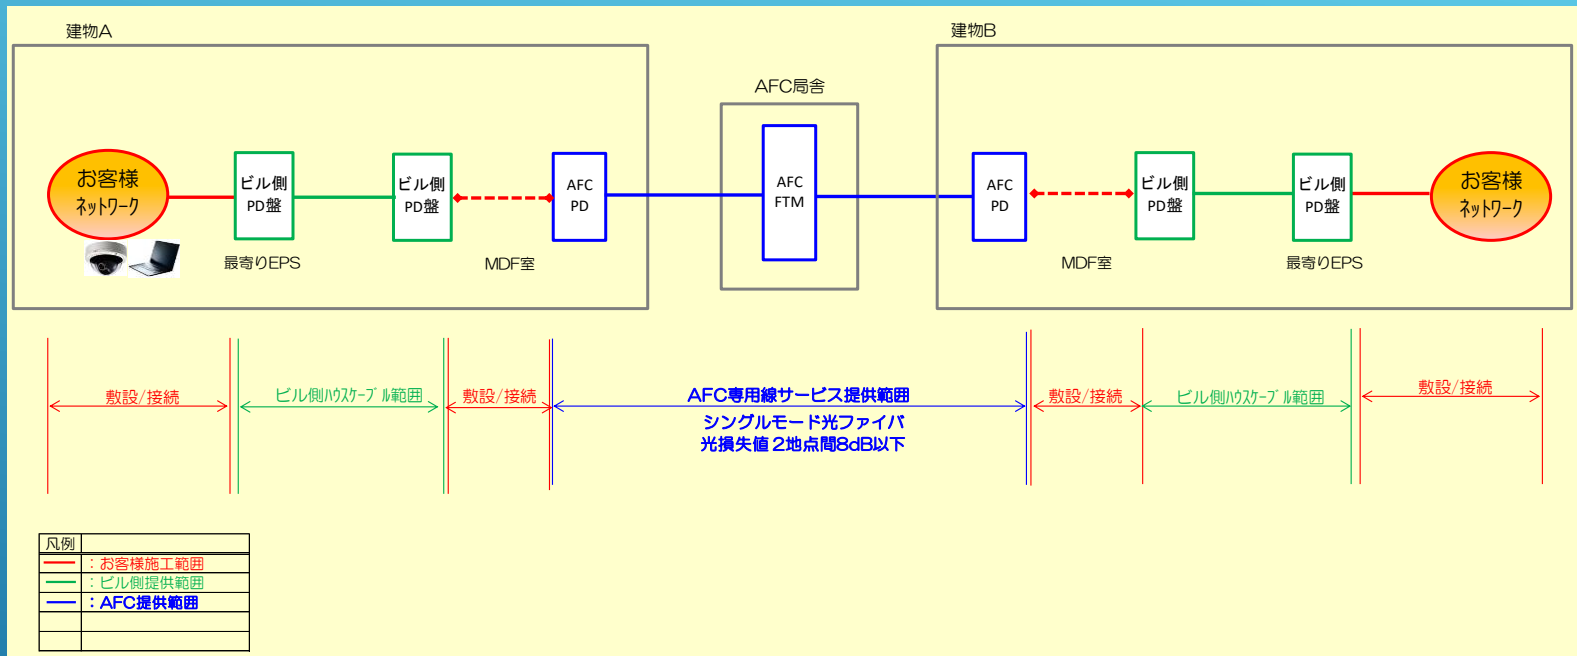 建物A
建物B
AFC局舎
お客様
ネットワーク
ビル側
PD盤
ビル側
PD盤
AFC
PD
AFC
FTM
AFC
PD
ビル側
PD盤
ビル側
PD盤
お客様
ネットワーク
最寄りEPS
MDF室
MDF室
最寄りEPS
敷設/接続
ビル側ハウスケーブル範囲
敷設/接続
AFC専用線サービス提供範囲
シングルモード光ファイバ
光損失値 2地点間8dB以下
敷設/接続
ビル側ハウスケーブル範囲
敷設/接続
凡例
：お客様施工範囲
：ビル側提供範囲
：AFC提供範囲